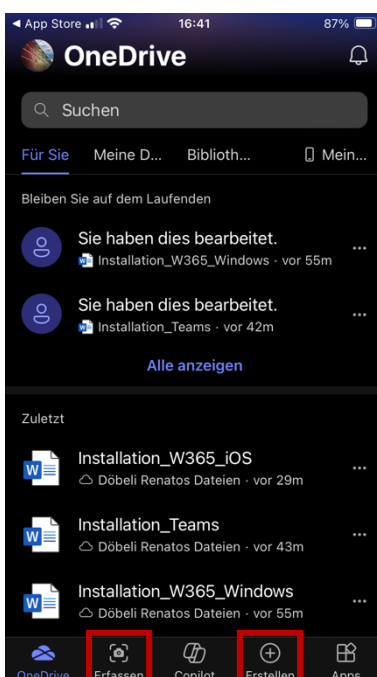 App Store 16:41 87%
OneDrive
Suchen
Für Sie Meine D... Biblioth... Mein...
Bleiben Sie auf dem Laufenden
Sie haben dies bearbeitet.
Installation_W365_Windows · vor 55m
Sie haben dies bearbeitet.
Installation_Teams · vor 42m
Alle anzeigen
Zuletzt
Installation_W365_iOS
Döbeli Renatos Dateien · vor 29m
Installation_Teams
Döbeli Renatos Dateien · vor 43m
Installation_W365_Windows
Döbeli Renatos Dateien · vor 55m
OneDrive Erfassen Copilot Erstellen Apps